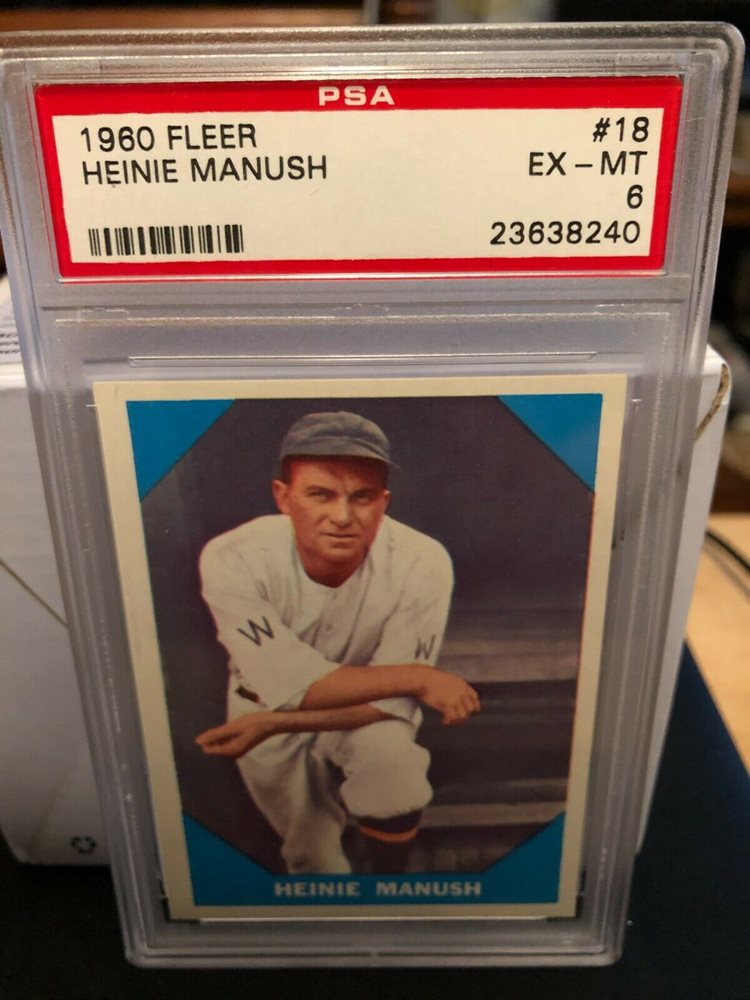 PSA
1960 FLEER #18
HEINIE MANUSH EX - MT
6
23638240
W W
HEINIE MANUSH